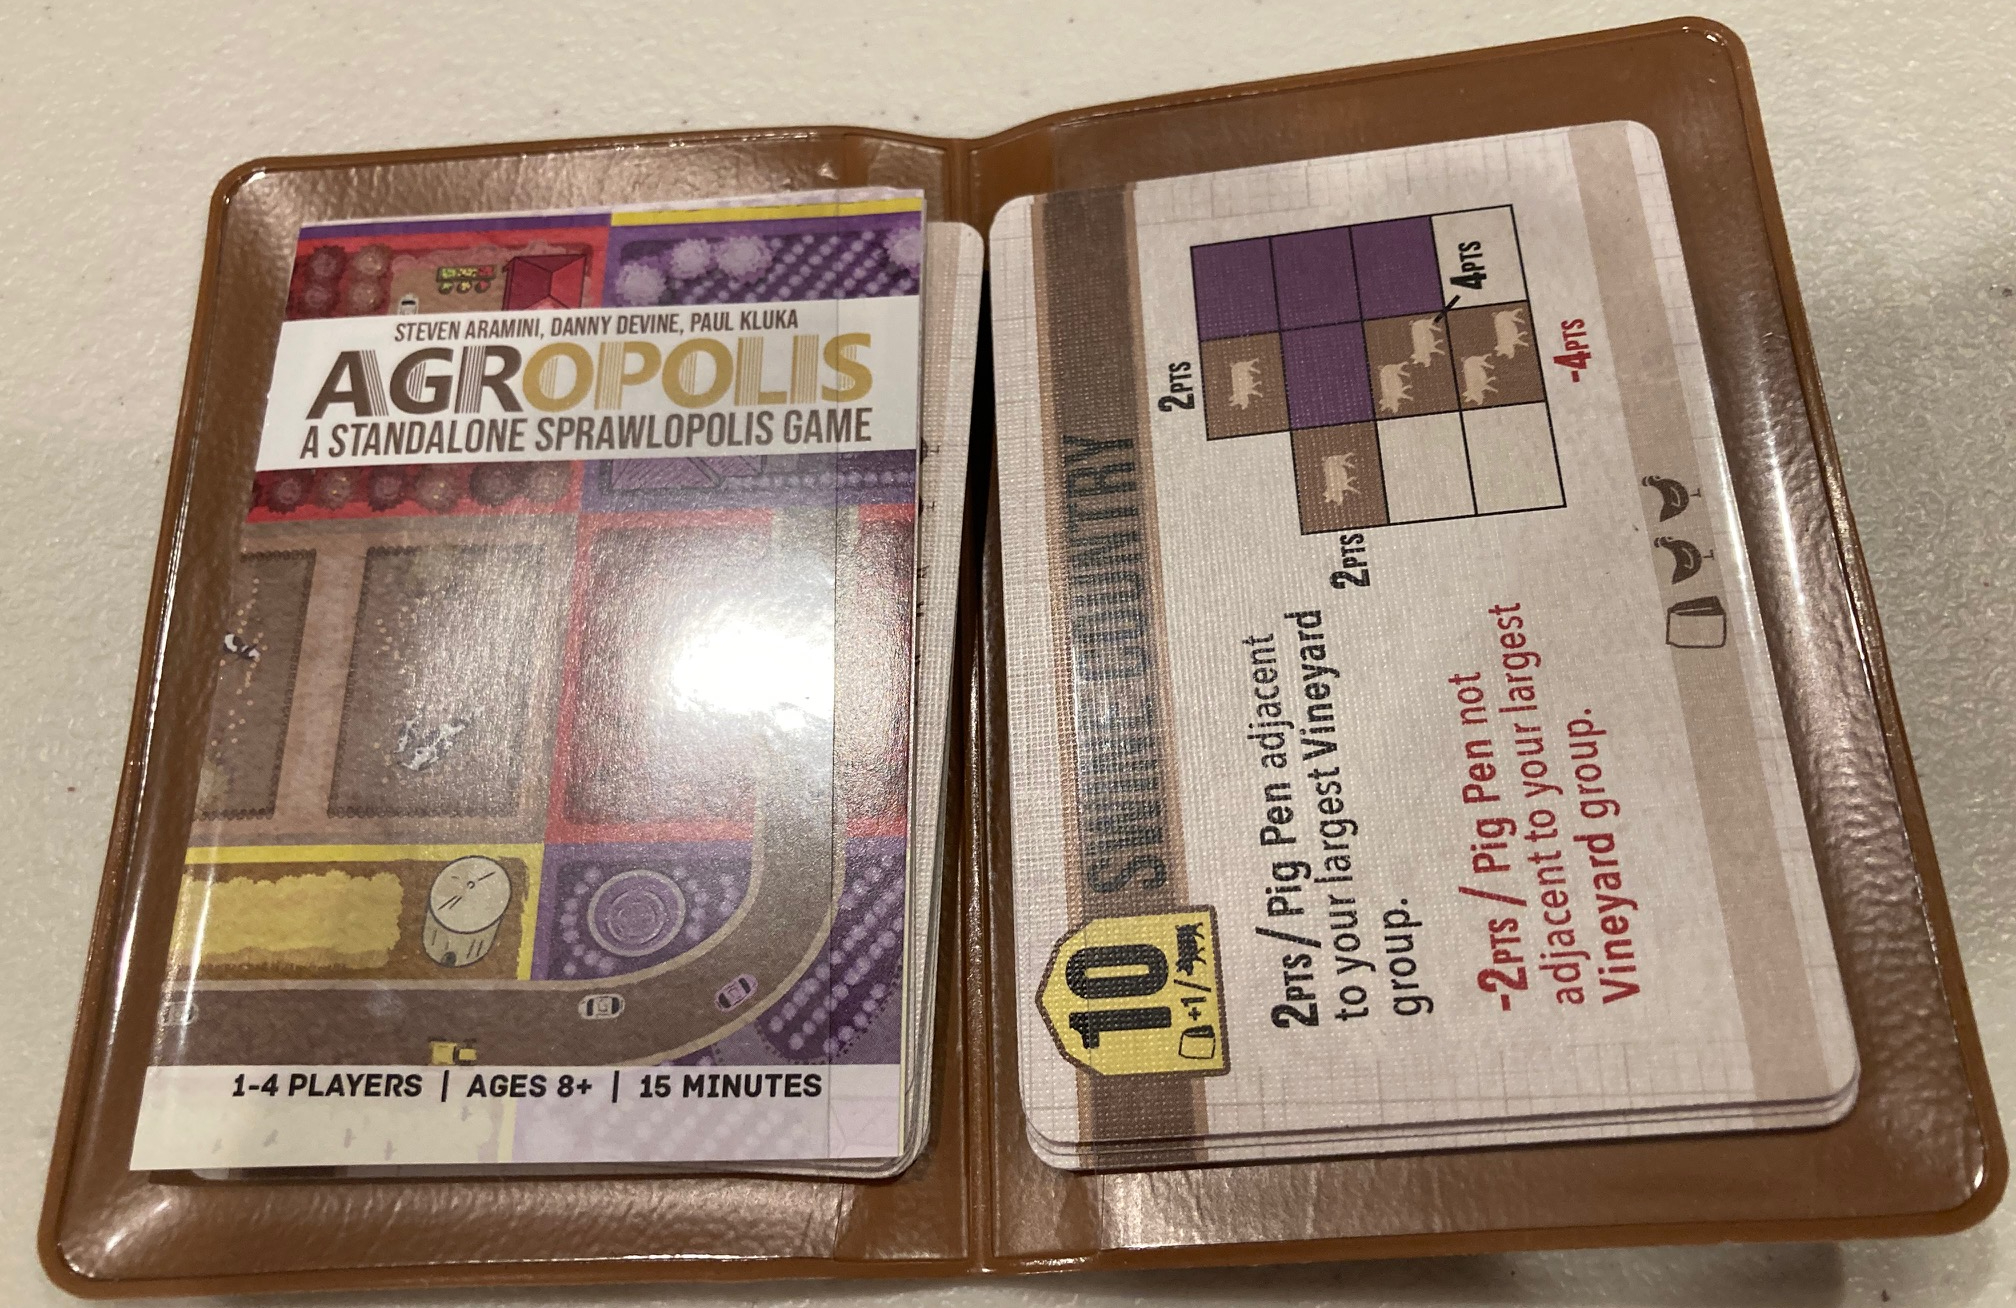 STEVEN ARAMINI, DANNY DEVINE, PAUL KLUKA
AGROPOLIS
A STANDALONE SPRAWLOPOLIS GAME
1-4 PLAYERS | AGES 8+ | 15 MINUTES
10
+1/
SWINE COUNTRY
2PTS / Pig Pen adjacent
to your largest Vineyard
group.
-2PTS / Pig Pen not
adjacent to your largest
Vineyard group.
2PTS
2PTS
4PTS
-4PTS